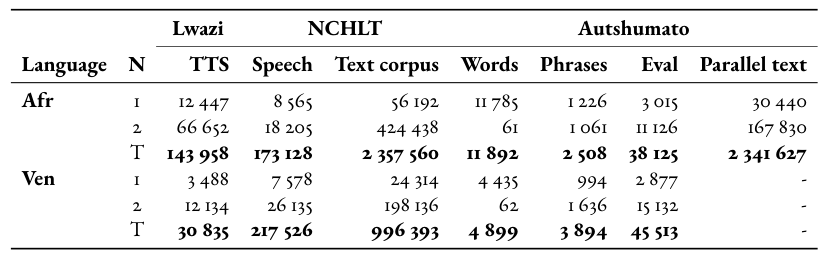 Lwazi NCHLT Autshumato
Language N TTS Speech Text corpus Words Phrases Eval Parallel text
Afr 1 12 447 8 565 56 192 11 785 1 226 3 015 30 440
2 66 652 18 205 424 438 61 1 061 11 126 167 830
T 143 958 173 128 2 357 560 11 892 2 508 38 125 2 341 627
Ven 1 3 488 7 578 24 314 4 435 994 2 877 -
2 12 134 26 135 198 136 62 1 636 15 132 -
T 30 835 217 526 996 393 4 899 3 894 45 513 -